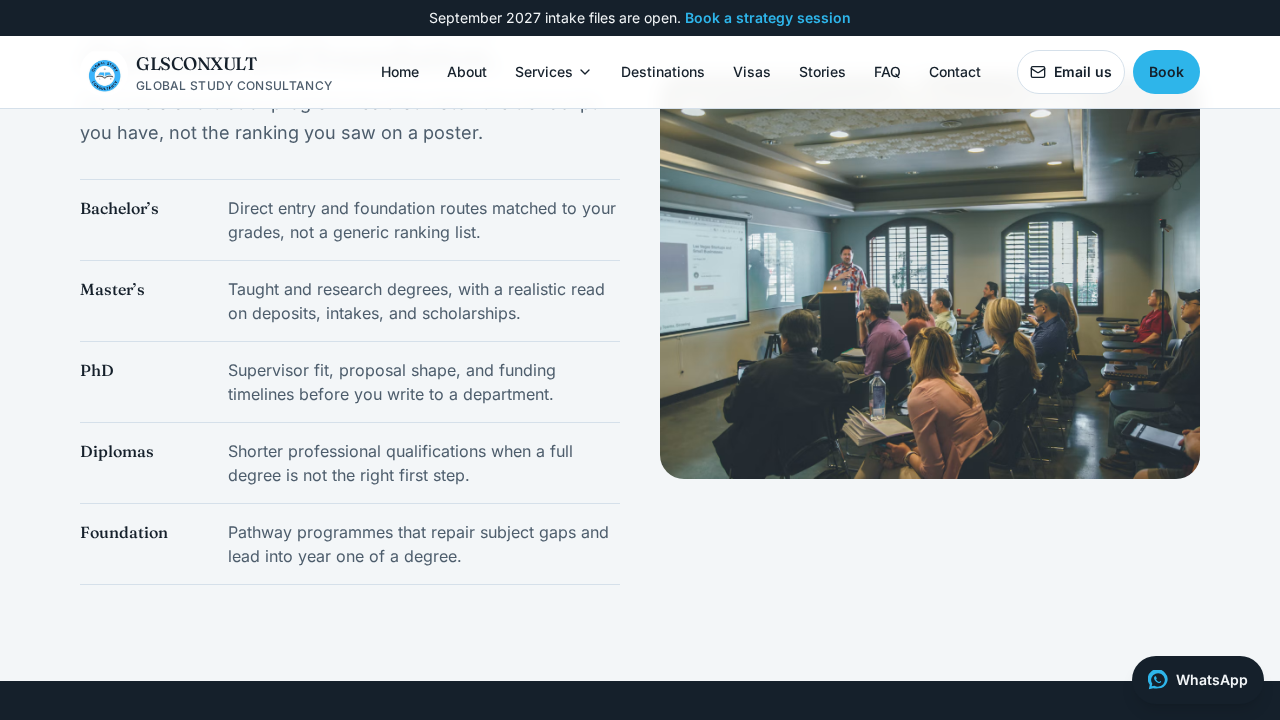 September 2027 intake files are open. Book a strategy session
GLSCONXULT
GLOBAL STUDY CONSULTANCY
Home
About
Services
Destinations
Visas
Stories
FAQ
Contact
Email us
Book
you have, not the ranking you saw on a poster.
Bachelor’s
Direct entry and foundation routes matched to your
grades, not a generic ranking list.
Master’s
Taught and research degrees, with a realistic read
on deposits, intakes, and scholarships.
PhD
Supervisor fit, proposal shape, and funding
timelines before you write to a department.
Diplomas
Shorter professional qualifications when a full
degree is not the right first step.
Foundation
Pathway programmes that repair subject gaps and
lead into year one of a degree.
WhatsApp